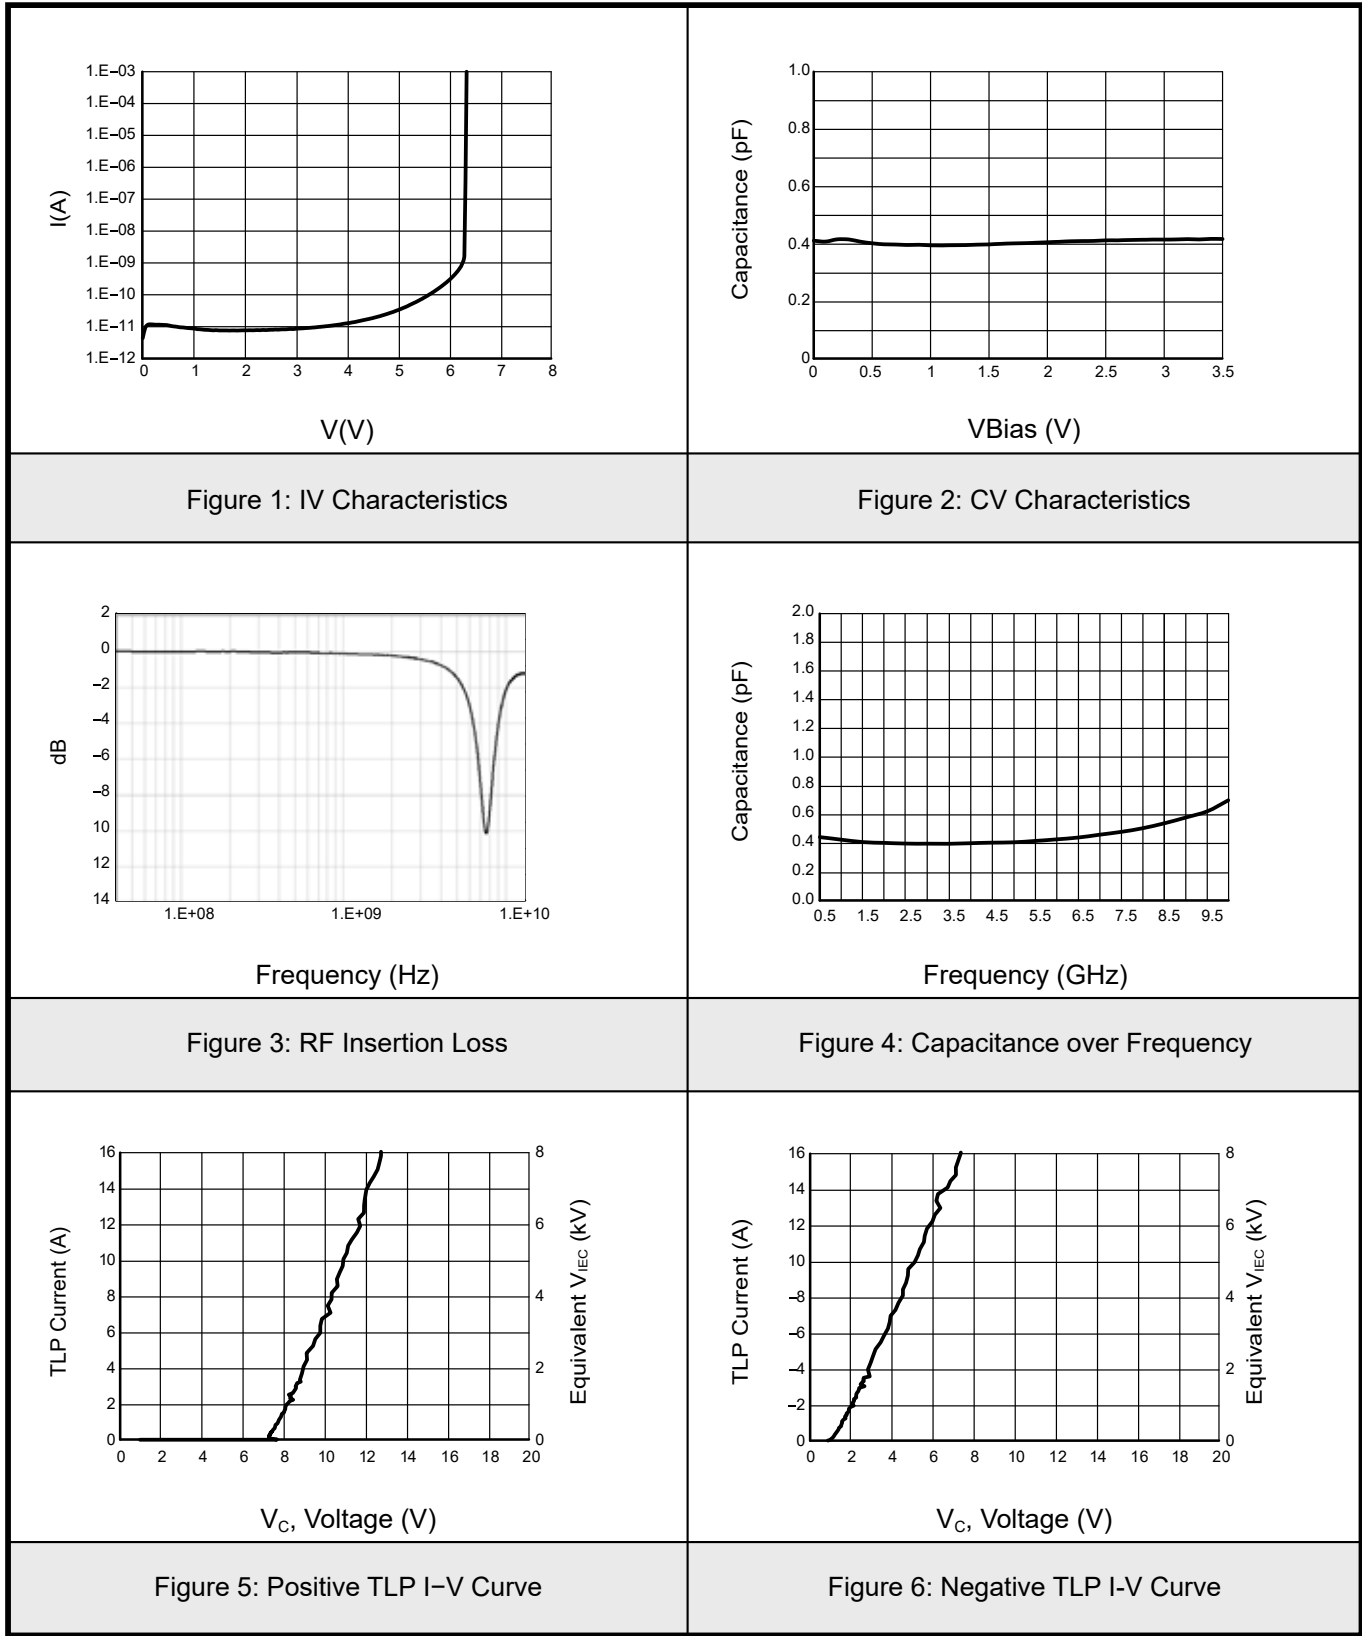 1.E−03
1.E−04
1.E−05
1.E−06
1.E−07
1.E−08
1.E−09
1.E−10
1.E−11
1.E−12
I(A)
0 1 2 3 4 5 6 7 8
V(V)
1.0
0.8
0.6
0.4
0.2
0
Capacitance (pF)
0 0.5 1 1.5 2 2.5 3 3.5
VBias (V)
Figure 1: IV Characteristics
Figure 2: CV Characteristics
2
0
−2
−4
−6
−8
10
12
14
dB
1.E+08 1.E+09 1.E+10
Frequency (Hz)
2.0
1.8
1.6
1.4
1.2
1.0
0.8
0.6
0.4
0.2
0.0
Capacitance (pF)
0.5 1.5 2.5 3.5 4.5 5.5 6.5 7.5 8.5 9.5
Frequency (GHz)
Figure 3: RF Insertion Loss
Figure 4: Capacitance over Frequency
16
14
12
10
8
6
4
2
0
TLP Current (A)
8
6
4
2
0
Equivalent VIEC (kV)
0 2 4 6 8 10 12 14 16 18 20
VC, Voltage (V)
16
14
12
10
−8
−6
−4
−2
0
TLP Current (A)
8
6
4
2
0
Equivalent VIEC (kV)
0 2 4 6 8 10 12 14 16 18 20
VC, Voltage (V)
Figure 5: Positive TLP I−V Curve
Figure 6: Negative TLP I-V Curve